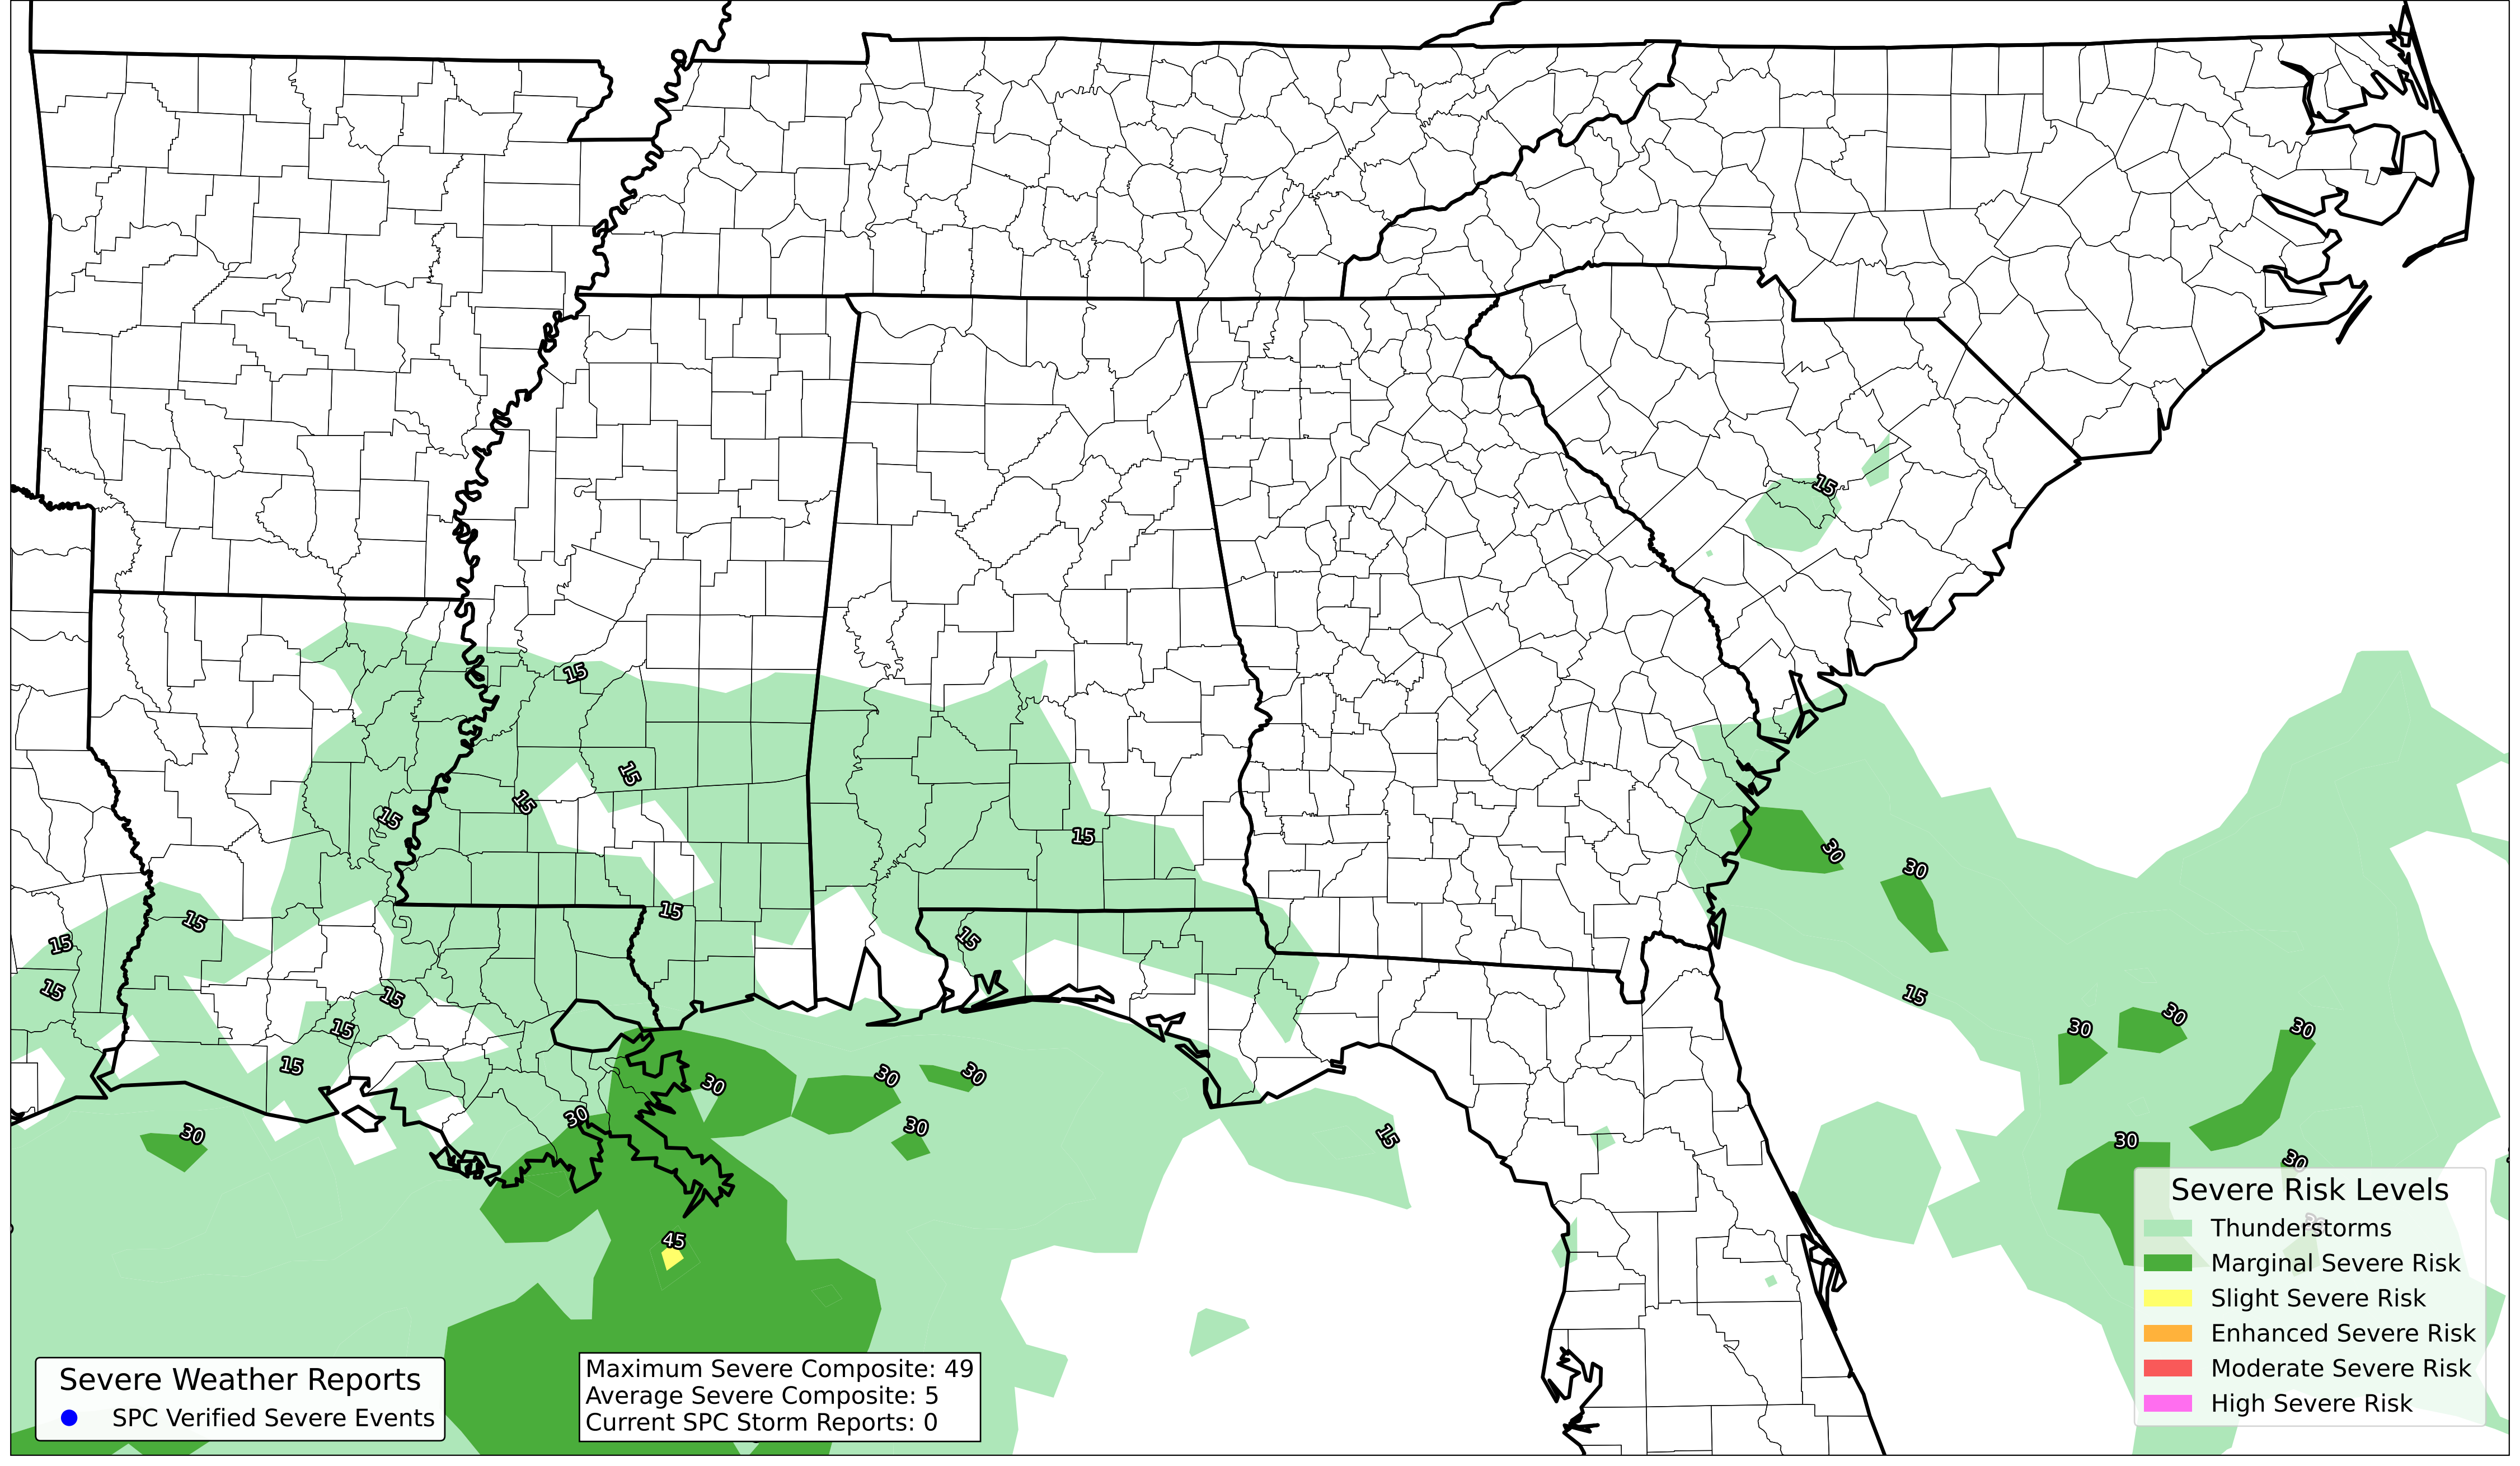 15
15
15
15
15
15
15
15
15
15
15
15
15
15
30
30
30
30
30
30
30
30
15
15
30
30
30
30
30
45
Severe Risk Levels
Thunderstorms
Marginal Severe Risk
Slight Severe Risk
Enhanced Severe Risk
Moderate Severe Risk
High Severe Risk
Severe Weather Reports
SPC Verified Severe Events
Maximum Severe Composite: 49
Average Severe Composite: 5
Current SPC Storm Reports: 0